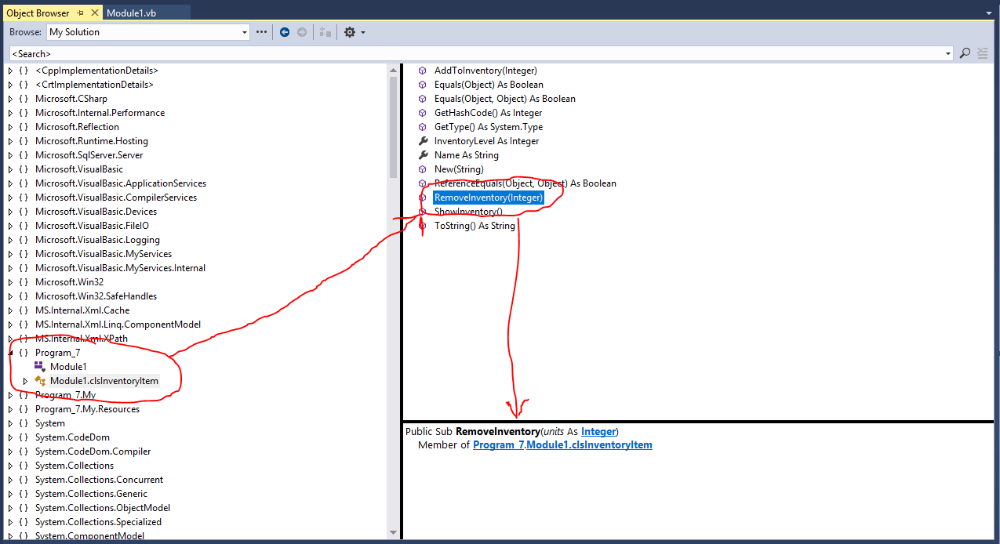 Object Browser Module1.vb
Browse: My Solution
<Search>
<CppImplementationDetails>
<CrtImplementationDetails>
Microsoft.CSharp
Microsoft.Internal.Performance
Microsoft.Reflection
Microsoft.Runtime.Hosting
Microsoft.SqlServer.Server
Microsoft.VisualBasic
Microsoft.VisualBasic.ApplicationServices
Microsoft.VisualBasic.CompilerServices
Microsoft.VisualBasic.Devices
Microsoft.VisualBasic.FileIO
Microsoft.VisualBasic.Logging
Microsoft.VisualBasic.MyServices
Microsoft.VisualBasic.MyServices.Internal
Microsoft.Win32
Microsoft.Win32.SafeHandles
MS.Internal.Xml.Cache
MS.Internal.Xml.Linq.ComponentModel
MS.Internal.Xml.XPath
Program_7
Module1
Module1.clsInventoryItem
Program_7.My
Program_7.My.Resources
System
System.CodeDom
System.CodeDom.Compiler
System.Collections
System.Collections.Concurrent
System.Collections.Generic
System.Collections.ObjectModel
System.Collections.Specialized
System.ComponentModel
AddToInventory(Integer)
Equals(Object) As Boolean
Equals(Object, Object) As Boolean
GetHashCode() As Integer
GetType() As System.Type
InventoryLevel As Integer
Name As String
New(String)
ReferenceEquals(Object, Object) As Boolean
RemoveInventory(Integer)
ShowInventory()
ToString() As String
Public Sub RemoveInventory(units As Integer)
Member of Program_7.Module1.clsInventoryItem